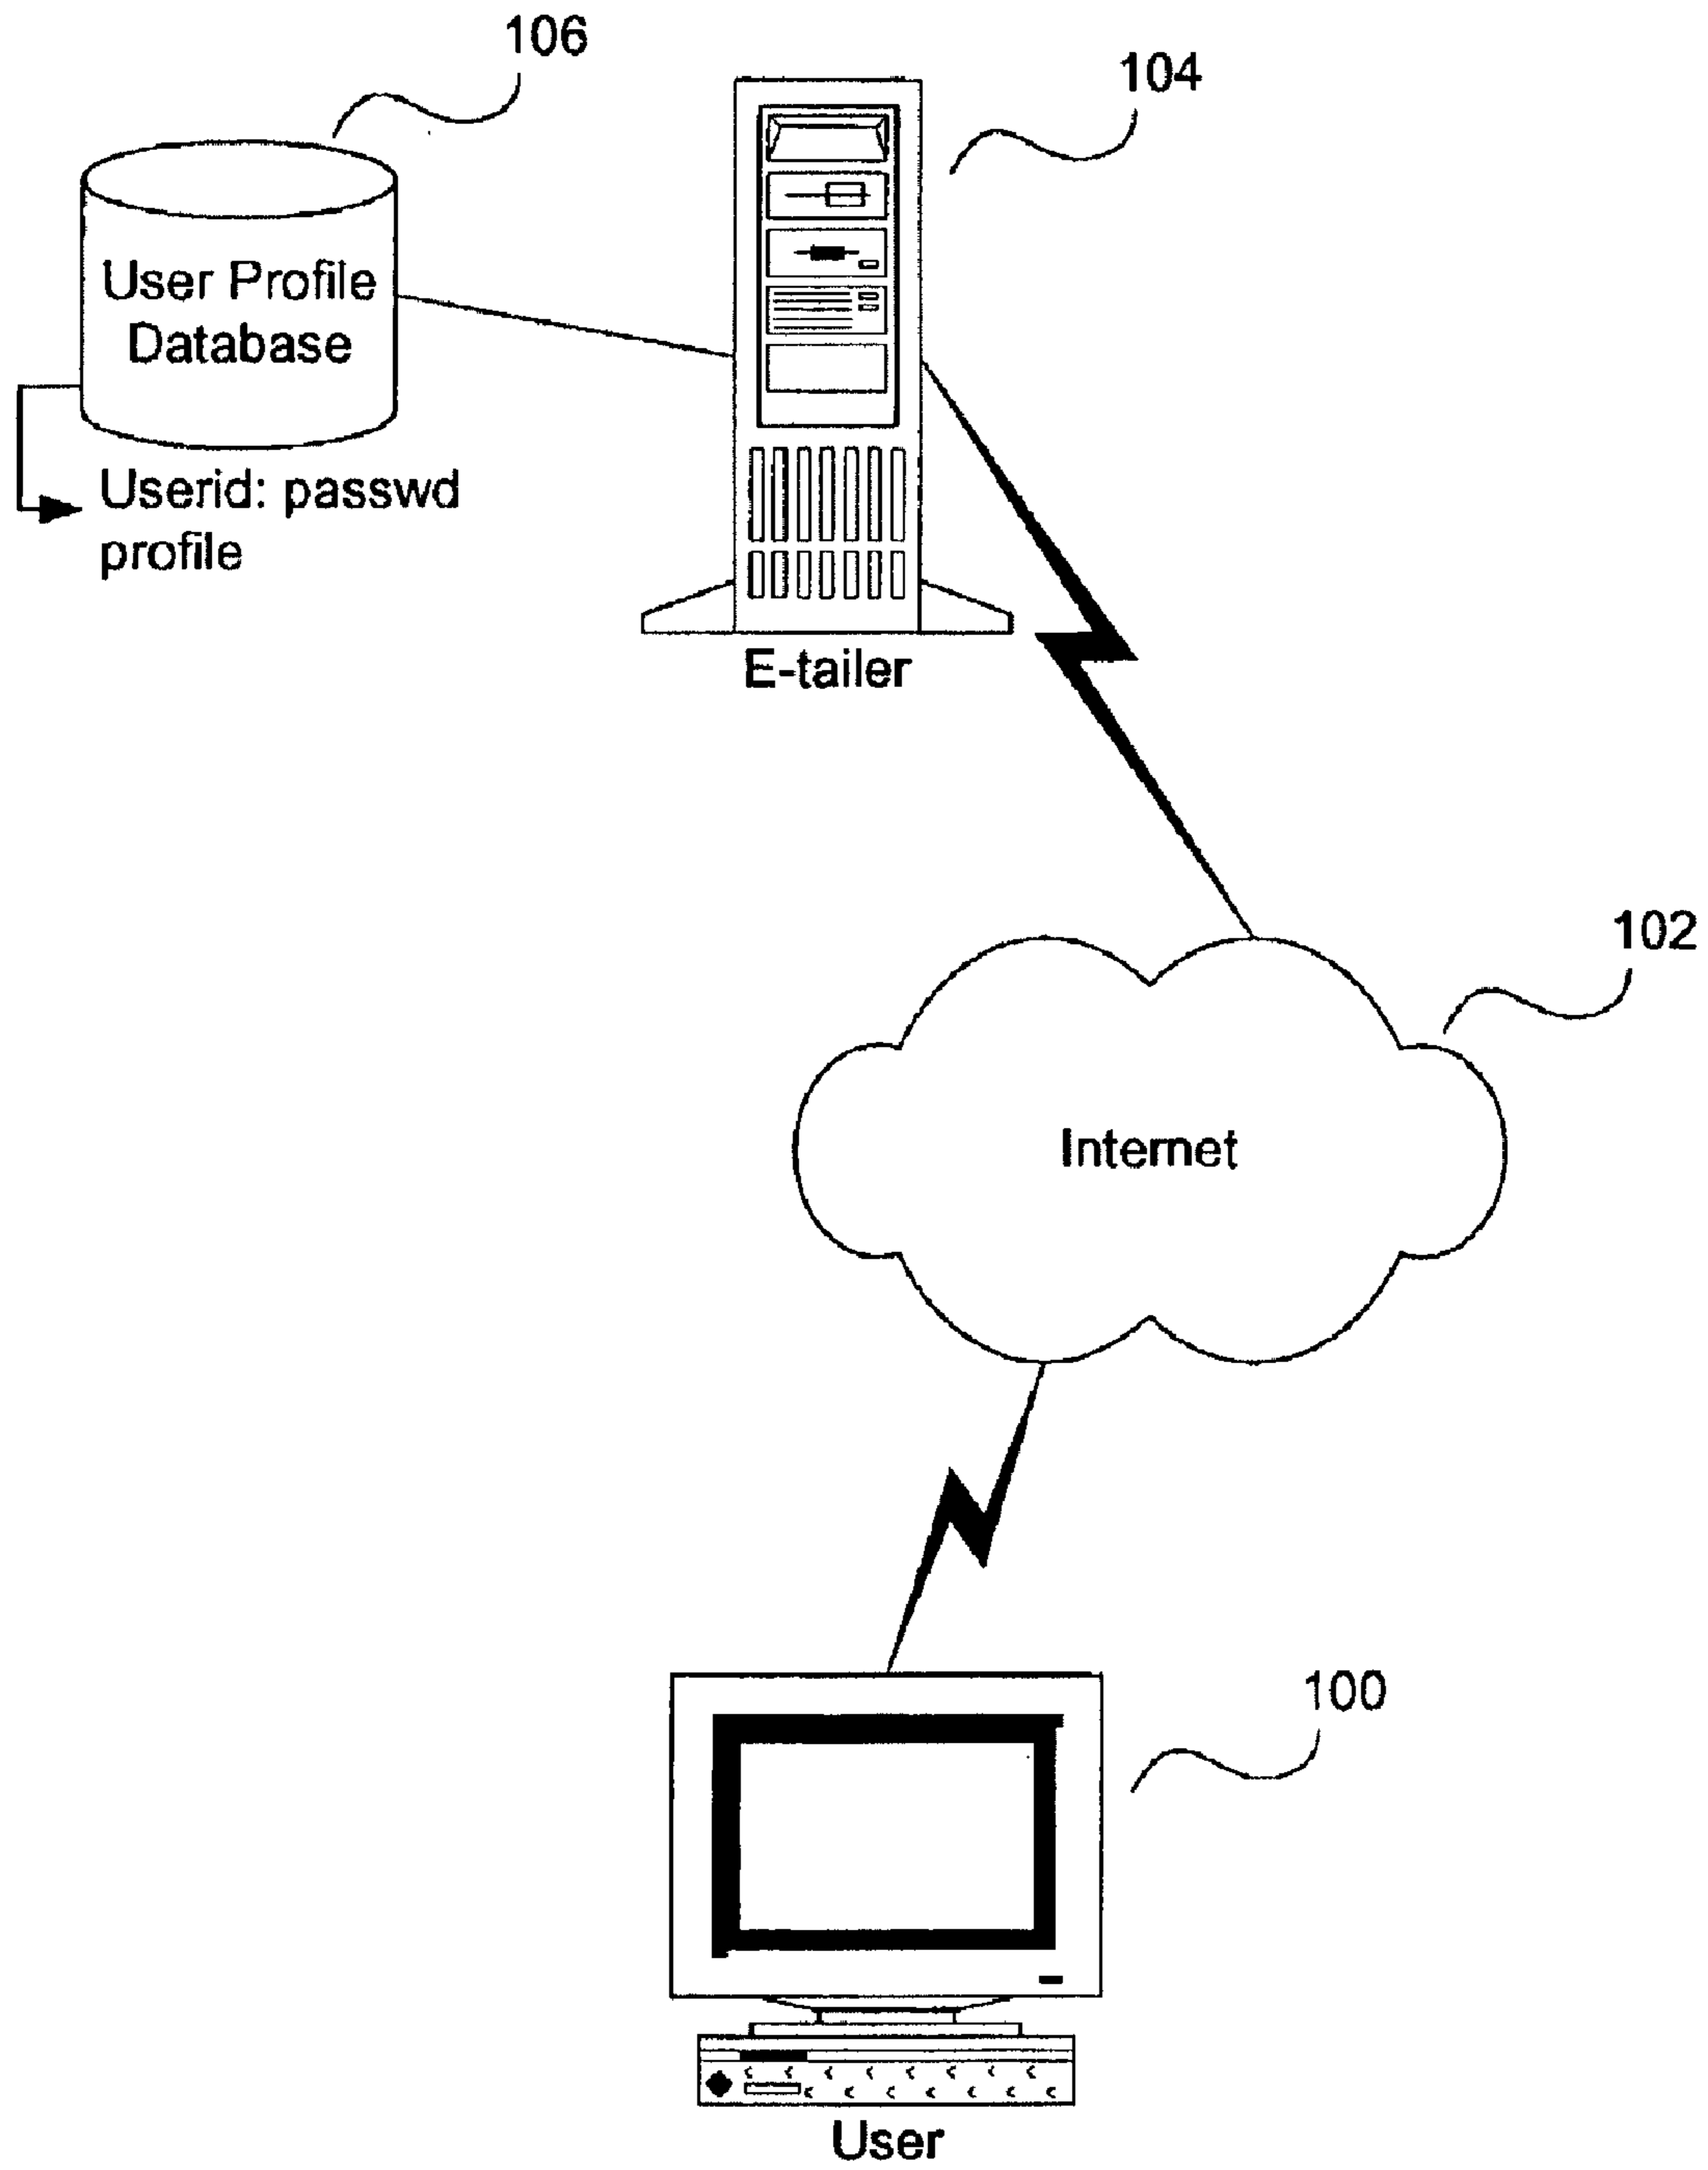 106
104
User Profile
Database
Userid: passwd
profile
E-tailer
102
Internet
100
User